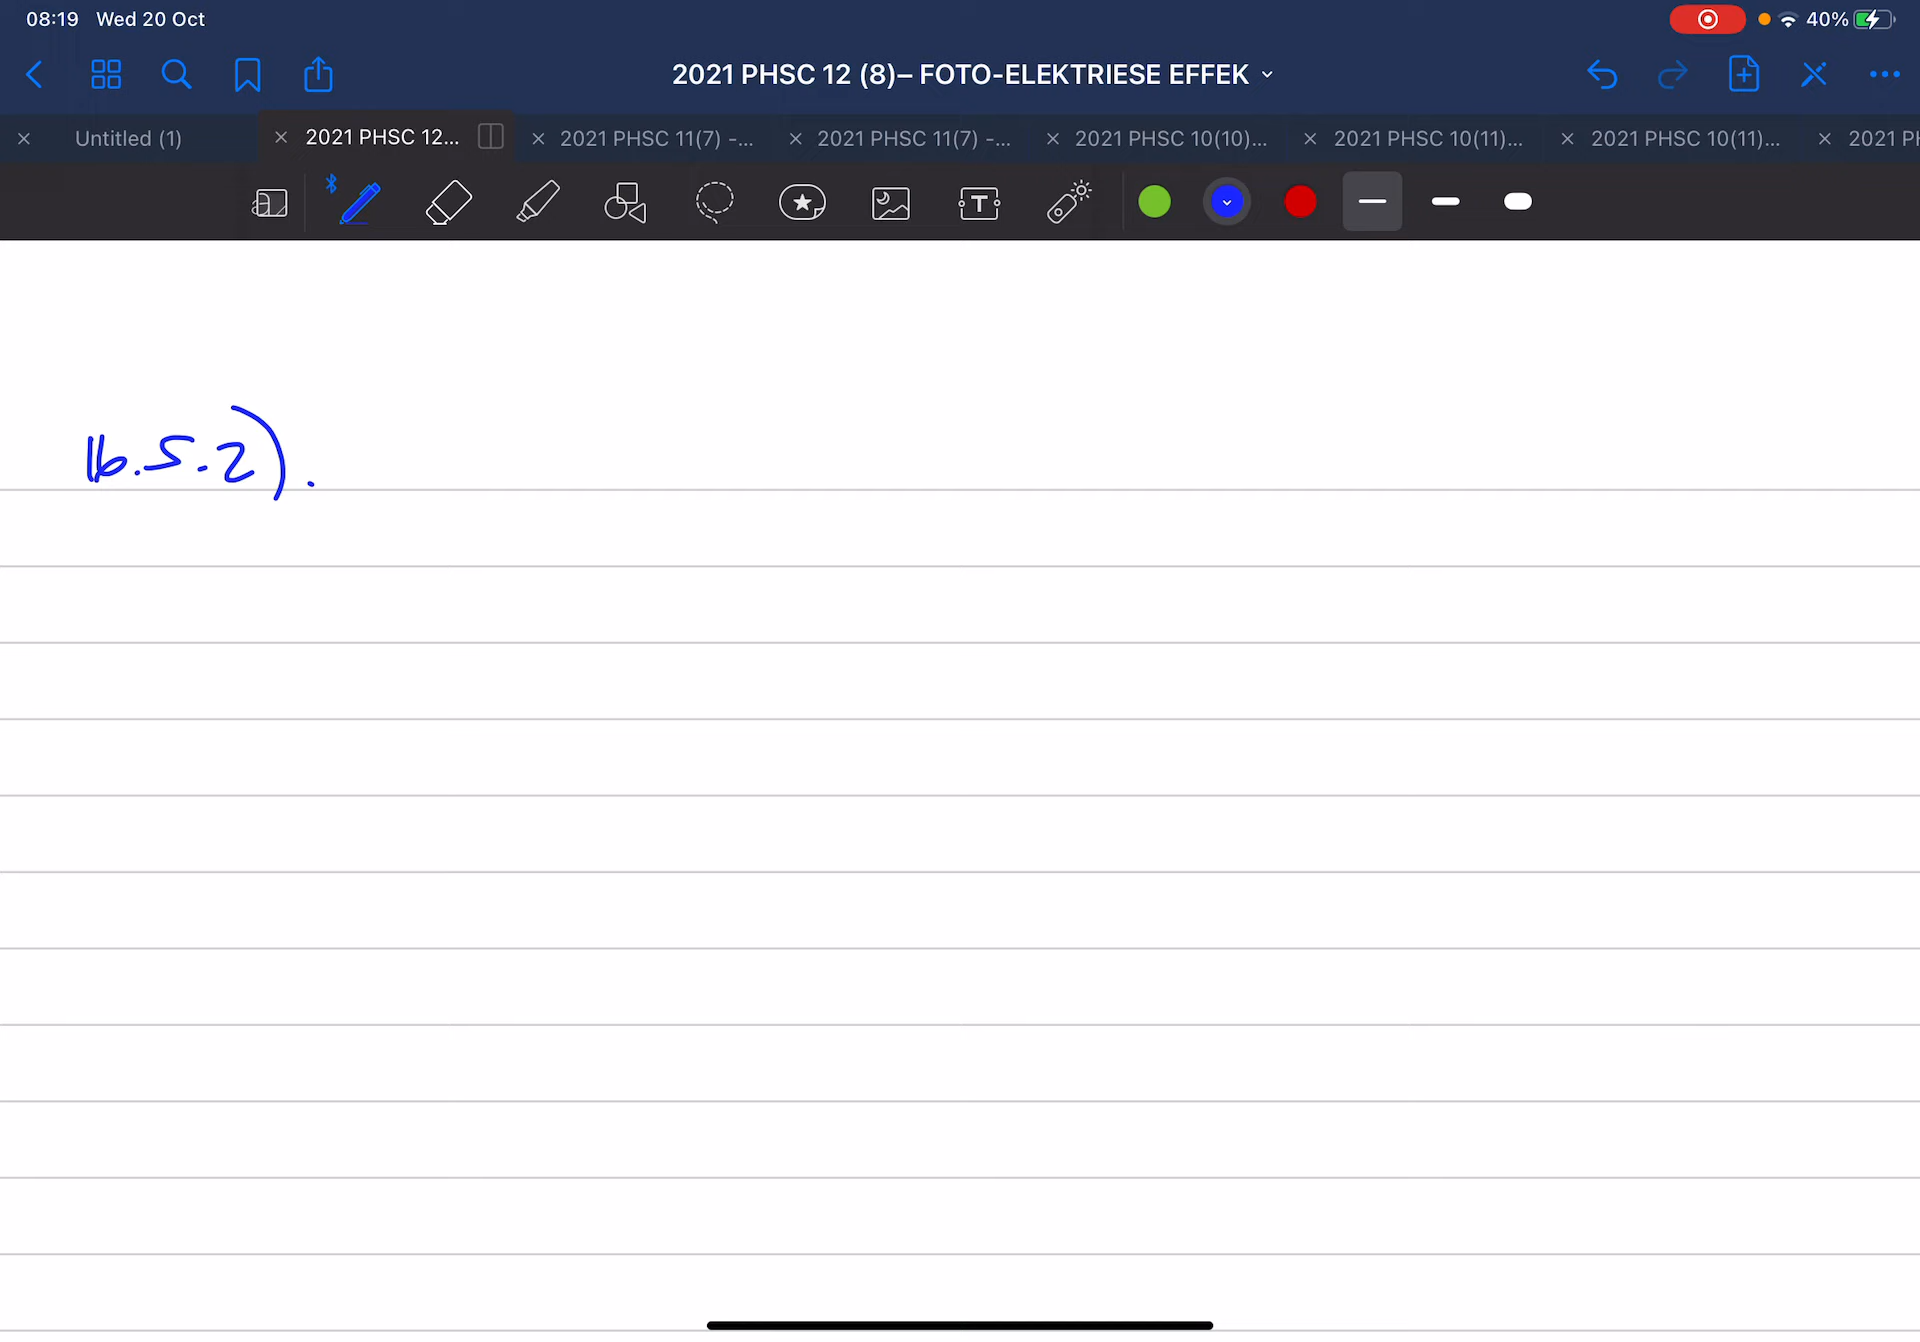 08:19 Wed 20 Oct
40%
2021 PHSC 12 (8)– FOTO-ELEKTRIESE EFFEK
Untitled (1)
2021 PHSC 12...
2021 PHSC 11(7) -...
2021 PHSC 11(7) -...
2021 PHSC 10(10)...
2021 PHSC 10(11)...
2021 PHSC 10(11)...
2021 PH
T
16.5.2).